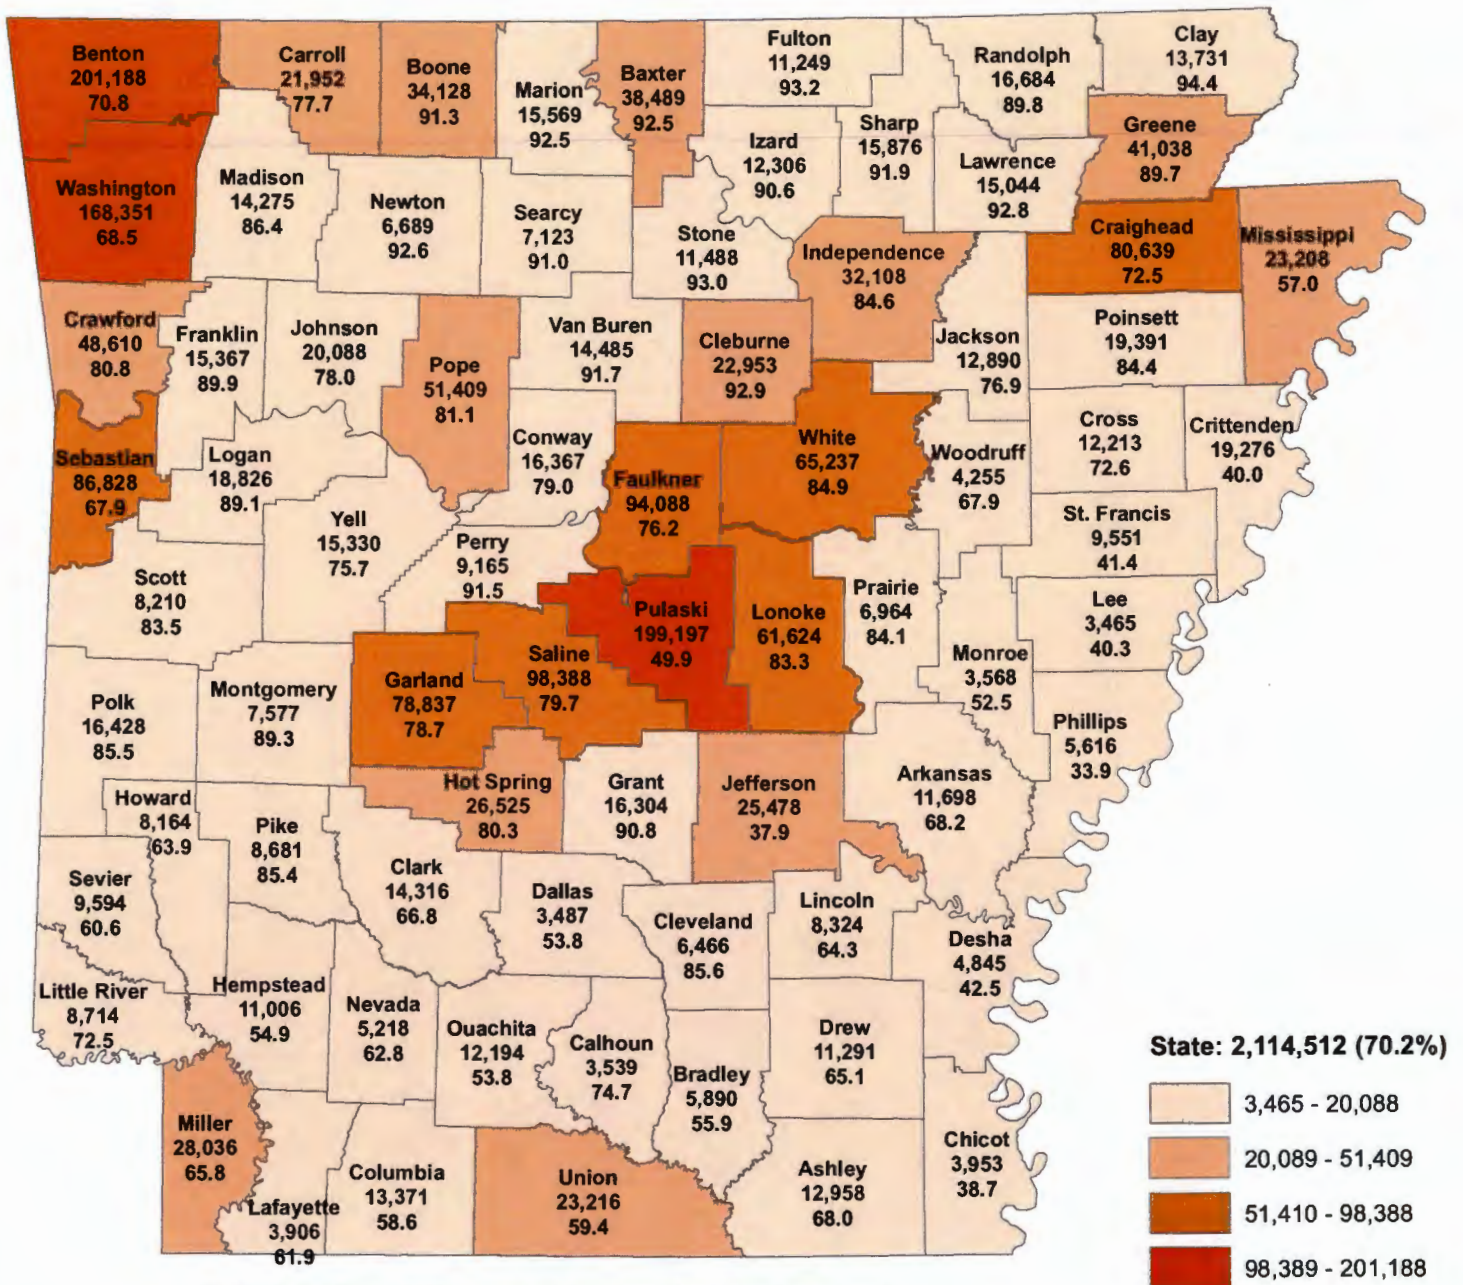 Benton
201,188
70.8
Carroll
21,952
77.7
Boone
34,128
91.3
Marion
15,569
92.5
Baxter
38,489
92.5
Fulton
11,249
93.2
Randolph
16,684
89.8
Clay
13,731
94.4
Washington
168,351
68.5
Madison
14,275
86.4
Newton
6,689
92.6
Searcy
7,123
91.0
Stone
11,488
93.0
Izard
12,306
90.6
Sharp
15,876
91.9
Lawrence
15,044
92.8
Greene
41,038
89.7
Independence
32,108
84.6
Craighead
80,639
72.5
Mississippi
23,208
57.0
Crawford
48,610
80.8
Franklin
15,367
89.9
Johnson
20,088
78.0
Pope
51,409
81.1
Van Buren
14,485
91.7
Cleburne
22,953
92.9
Jackson
12,890
76.9
Poinsett
19,391
84.4
Sebastian
86,828
67.9
Logan
18,826
89.1
Conway
16,367
79.0
Faulkner
94,088
76.2
White
65,237
84.9
Woodruff
4,255
67.9
Cross
12,213
72.6
Crittenden
19,276
40.0
Yell
15,330
75.7
Perry
9,165
91.5
St. Francis
9,551
41.4
Scott
8,210
83.5
Pulaski
199,197
49.9
Lonoke
61,624
83.3
Prairie
6,964
84.1
Lee
3,465
40.3
Polk
16,428
85.5
Montgomery
7,577
89.3
Garland
78,837
78.7
Saline
98,388
79.7
Monroe
3,568
52.5
Phillips
5,616
33.9
Howard
8,164
63.9
Pike
8,681
85.4
Hot Spring
26,525
80.3
Grant
16,304
90.8
Jefferson
25,478
37.9
Arkansas
11,698
68.2
Sevier
9,594
60.6
Clark
14,316
66.8
Dallas
3,487
53.8
Cleveland
6,466
85.6
Lincoln
8,324
64.3
Desha
4,845
42.5
Little River
8,714
72.5
Hempstead
11,006
54.9
Nevada
5,218
62.8
Ouachita
12,194
53.8
Calhoun
3,539
74.7
Bradley
5,890
55.9
Drew
11,291
65.1
Miller
28,036
65.8
Lafayette
3,906
61.9
Columbia
13,371
58.6
Union
23,216
59.4
Ashley
12,958
68.0
Chicot
3,953
38.7
State: 2,114,512 (70.2%)
3,465 - 20,088
20,089 - 51,409
51,410 - 98,388
98,389 - 201,188